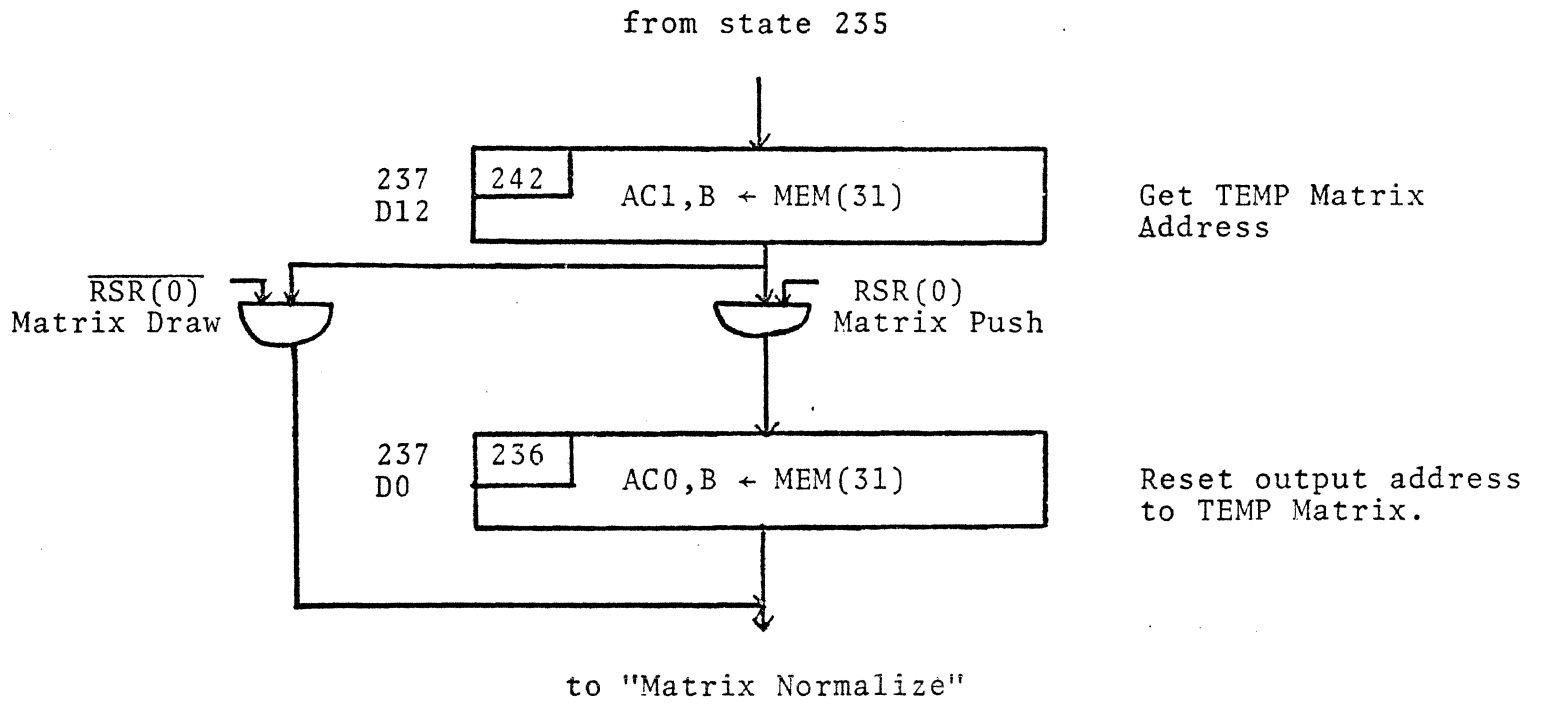 from state 235
237
D12
242
AC1,B ← MEM(31)
Get TEMP Matrix
Address
R̅S̅R̅(̅0̅)̅
Matrix Draw
RSR(0)
Matrix Push
237
D0
236
AC0,B ← MEM(31)
Reset output address
to TEMP Matrix.
to "Matrix Normalize"